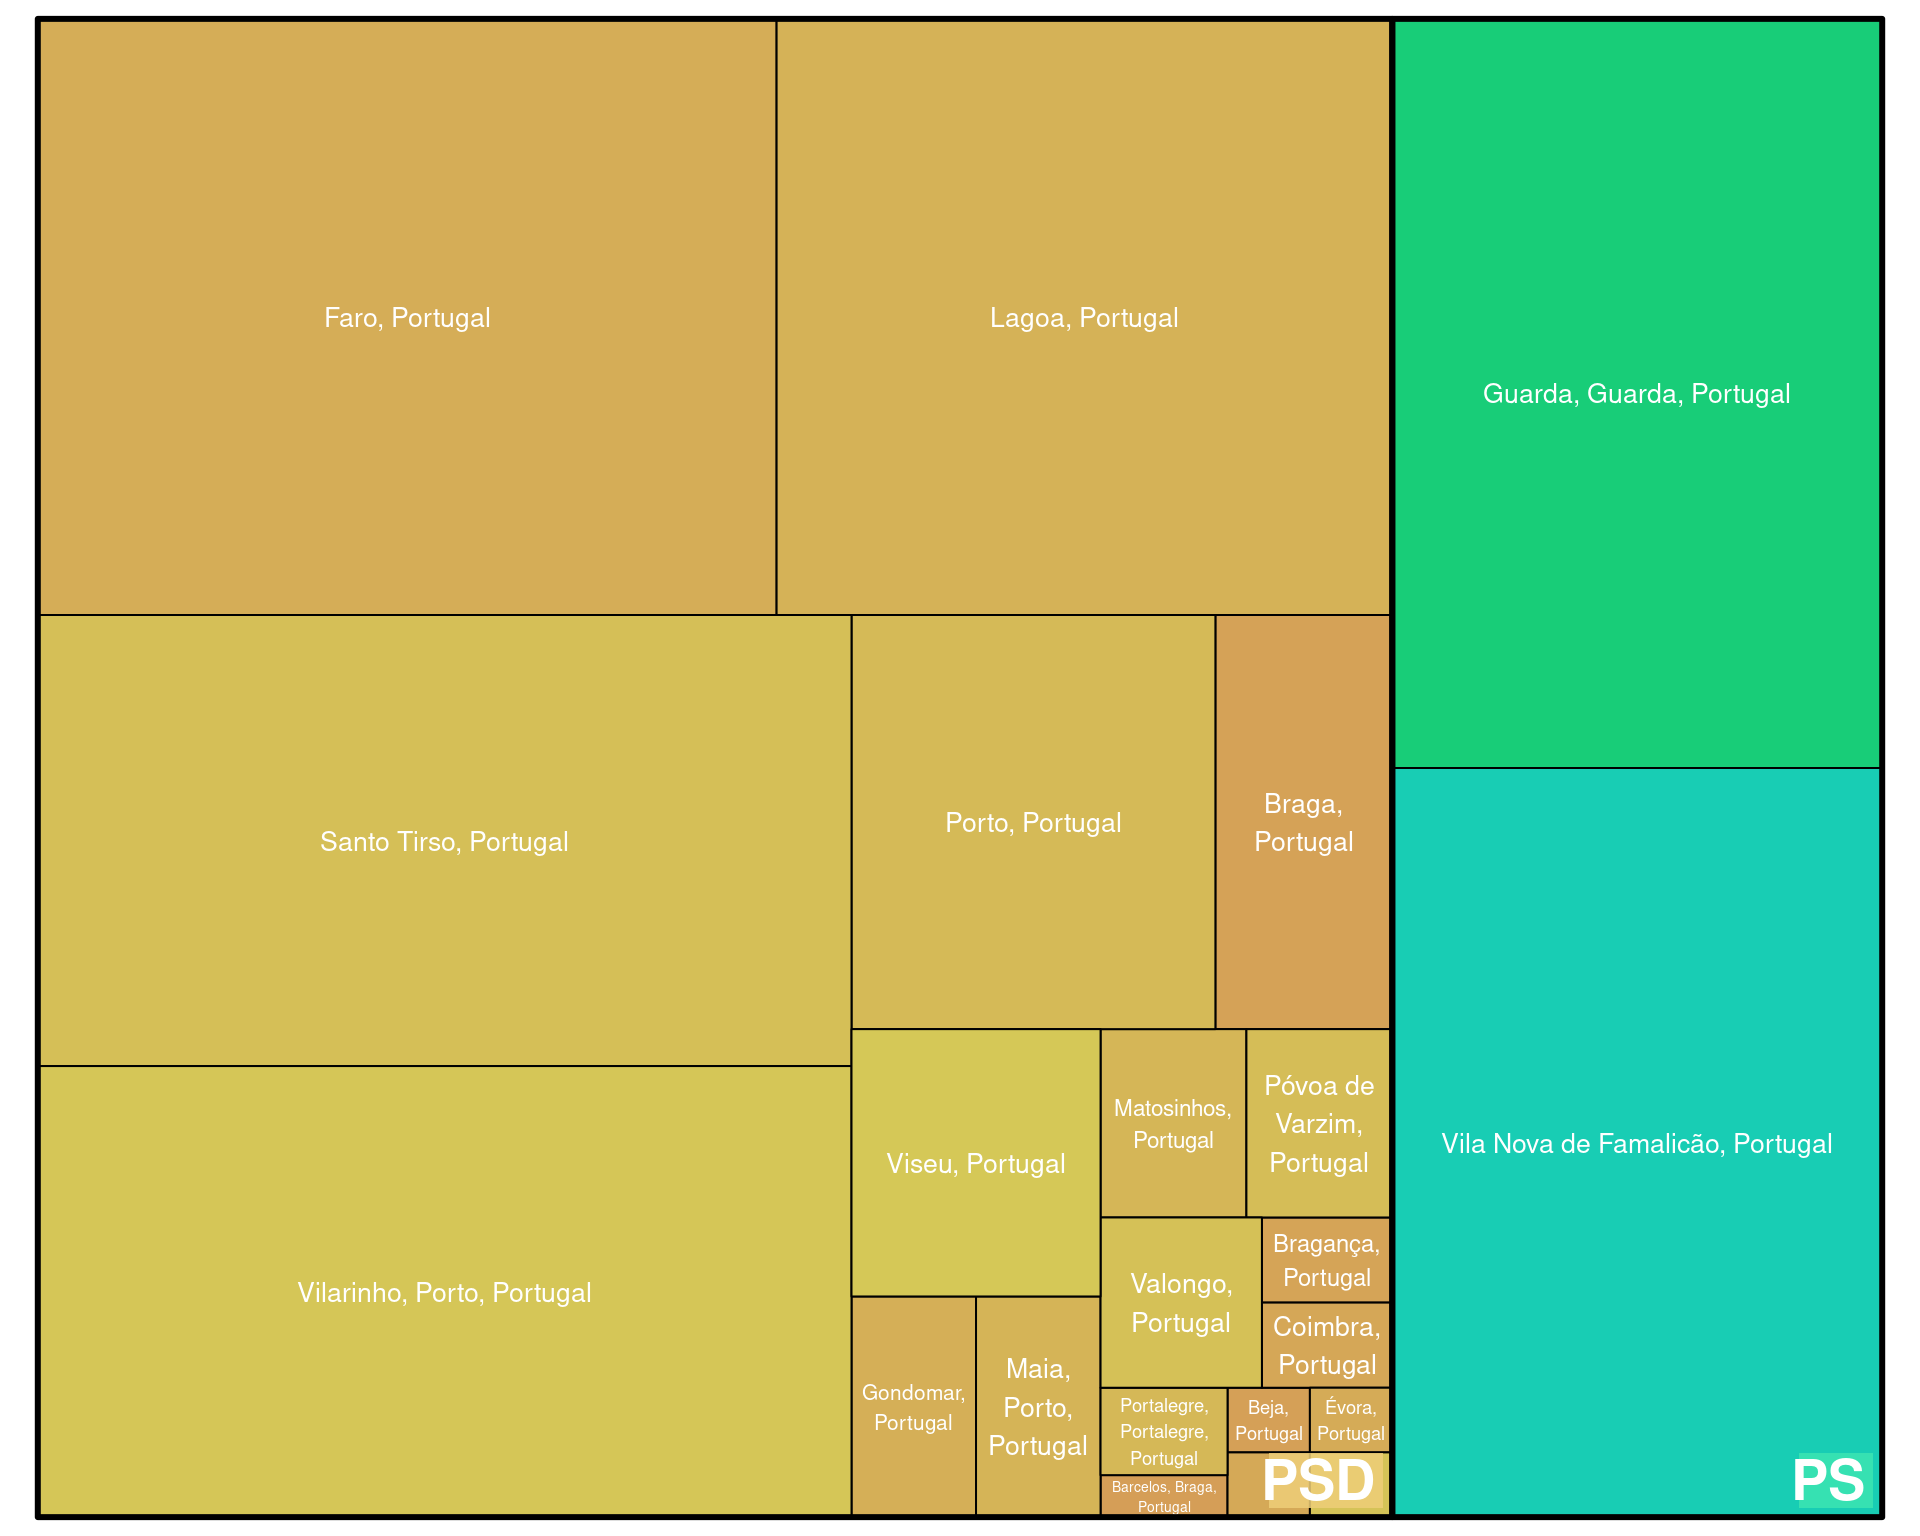 Faro, Portugal
Lagoa, Portugal
Guarda, Guarda, Portugal
Santo Tirso, Portugal
Porto, Portugal
Braga,
Portugal
Vilarinho, Porto, Portugal
Viseu, Portugal
Matosinhos,
Portugal
Póvoa de
Varzim,
Portugal
Vila Nova de Famalicão, Portugal
Valongo,
Portugal
Bragança,
Portugal
Coimbra,
Portugal
Gondomar,
Portugal
Maia,
Porto,
Portugal
Portalegre,
Portalegre,
Portugal
Beja,
Portugal
Évora,
Portugal
Barcelos, Braga,
Portugal
PSD
PS